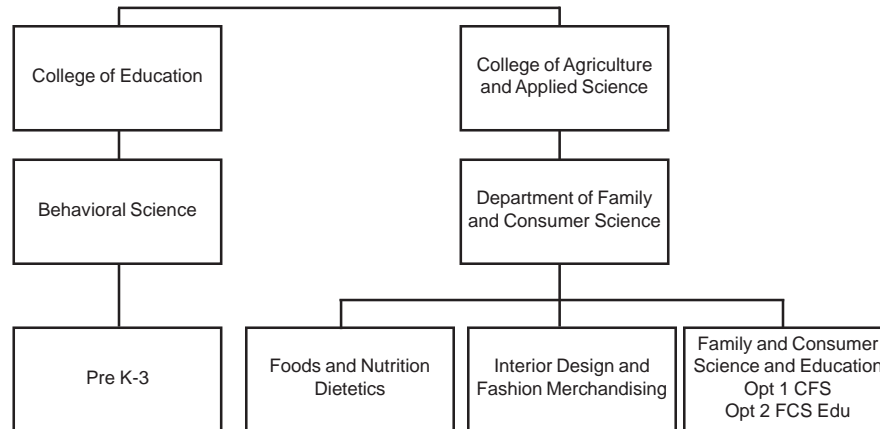 College of Education
College of Agriculture
and Applied Science
Behavioral Science
Department of Family
and Consumer Science
Pre K-3
Foods and Nutrition
Dietetics
Interior Design and
Fashion Merchandising
Family and Consumer
Science and Education
Opt 1 CFS
Opt 2 FCS Edu